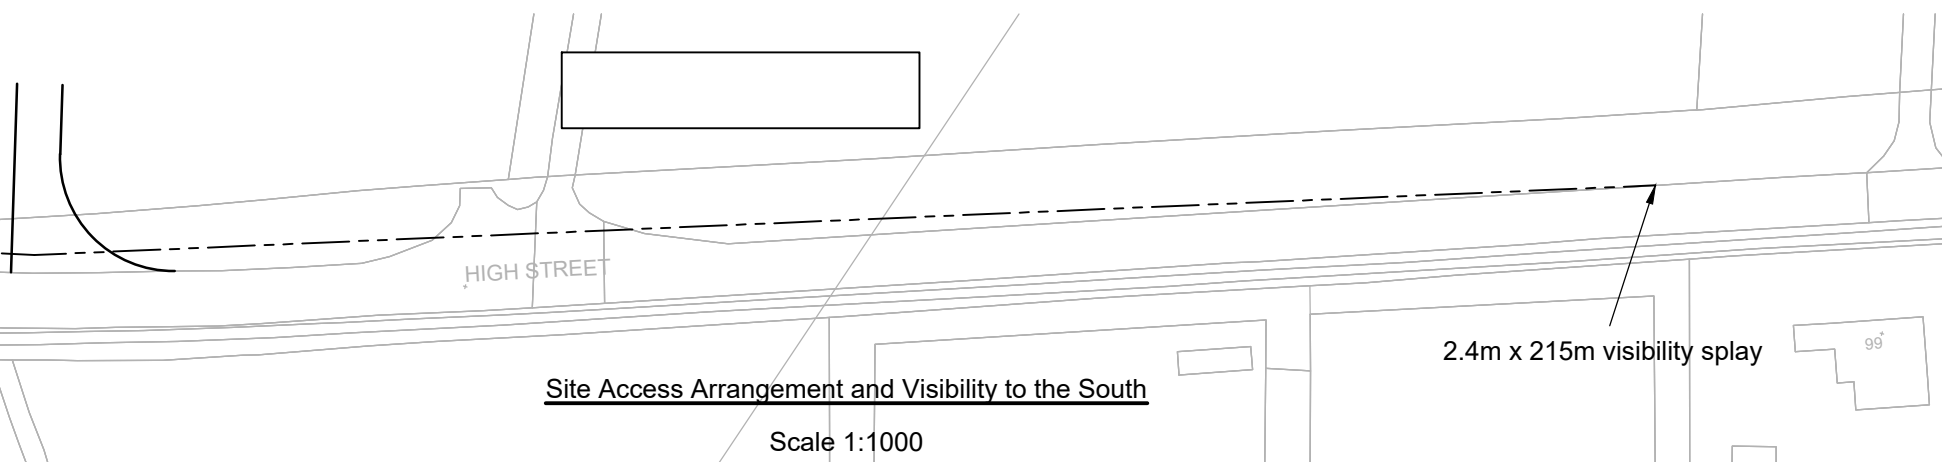 HIGH STREET
2.4m x 215m visibility splay
99
Site Access Arrangement and Visibility to the South
Scale 1:1000